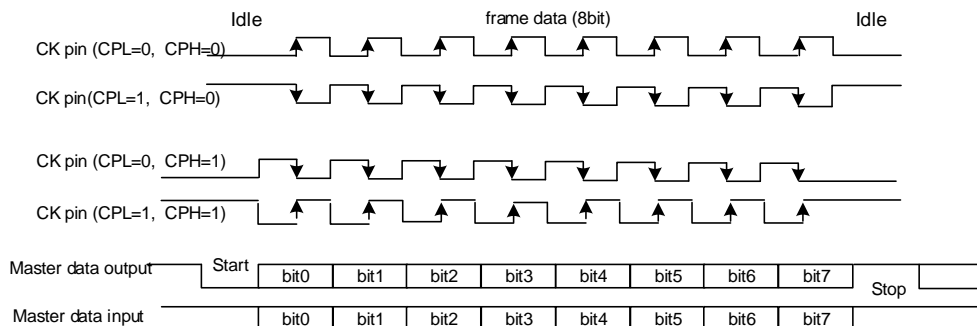 Idle frame data (8bit) Idle
CK pin (CPL=0, CPH=0)
CK pin(CPL=1, CPH=0)
CK pin (CPL=0, CPH=1)
CK pin (CPL=1, CPH=1)
Master data output Start bit0 bit1 bit2 bit3 bit4 bit5 bit6 bit7 Stop
Master data input bit0 bit1 bit2 bit3 bit4 bit5 bit6 bit7